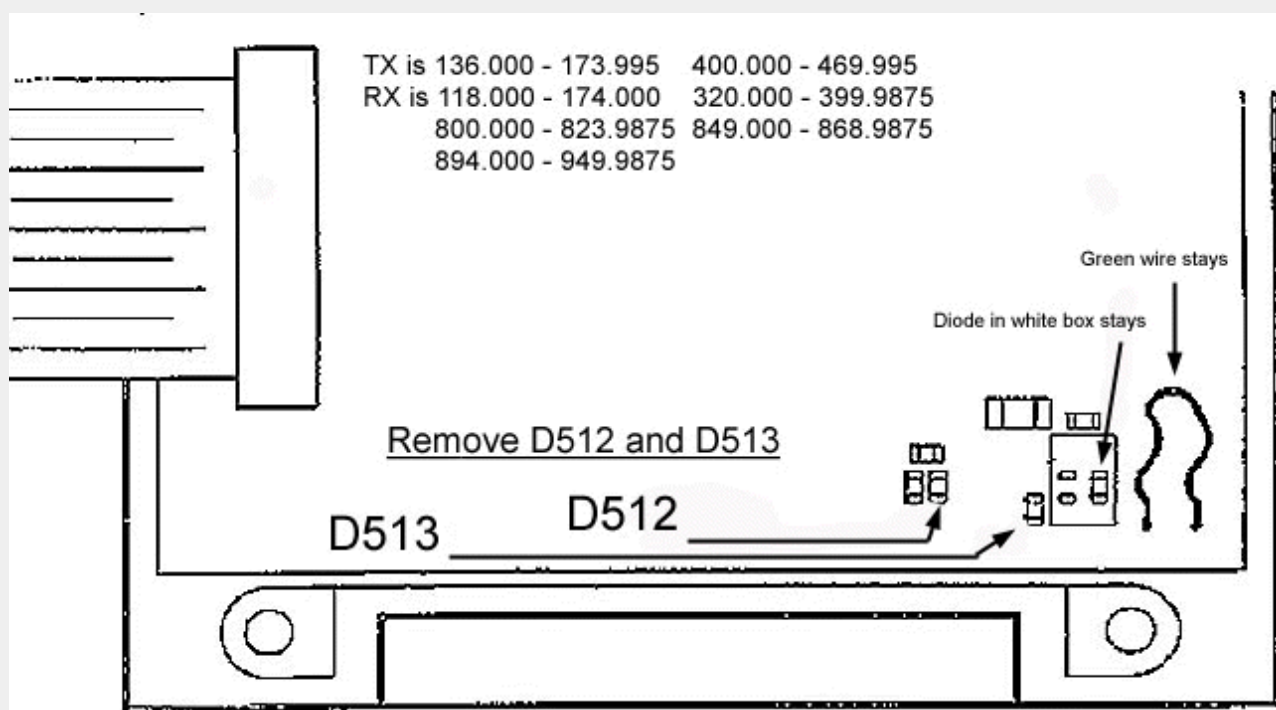 TX is 136.000 - 173.995 400.000 - 469.995
RX is 118.000 - 174.000 320.000 - 399.9875
800.000 - 823.9875 849.000 - 868.9875
894.000 - 949.9875
Green wire stays
Diode in white box stays
Remove D512 and D513
D512
D513